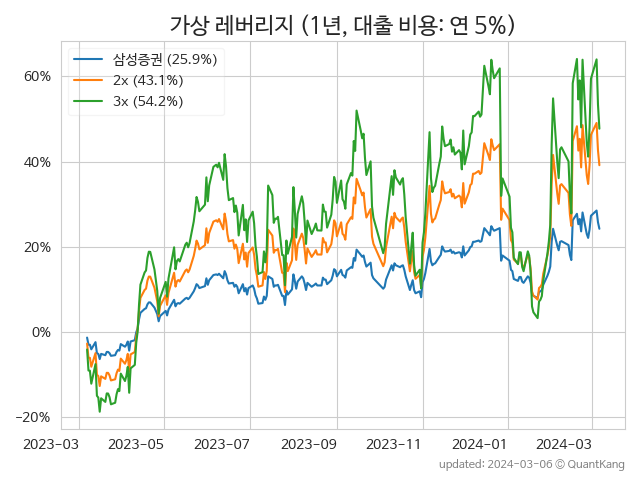 가상 레버리지 (1년, 대출 비용: 연 5%)
삼성증권 (25.9%)
2x (43.1%)
3x (54.2%)
60%
40%
20%
0%
−20%
2023-03 2023-05 2023-07 2023-09 2023-11 2024-01 2024-03
updated: 2024-03-06 © QuantKang